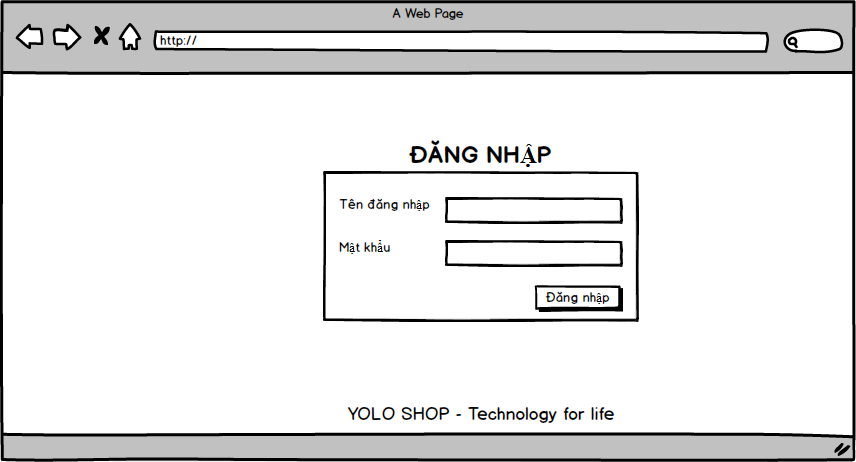 A Web Page
http://
ĐĂNG NHẬP
Tên đăng nhập
Mật khẩu
Đăng nhập
YOLO SHOP - Technology for life